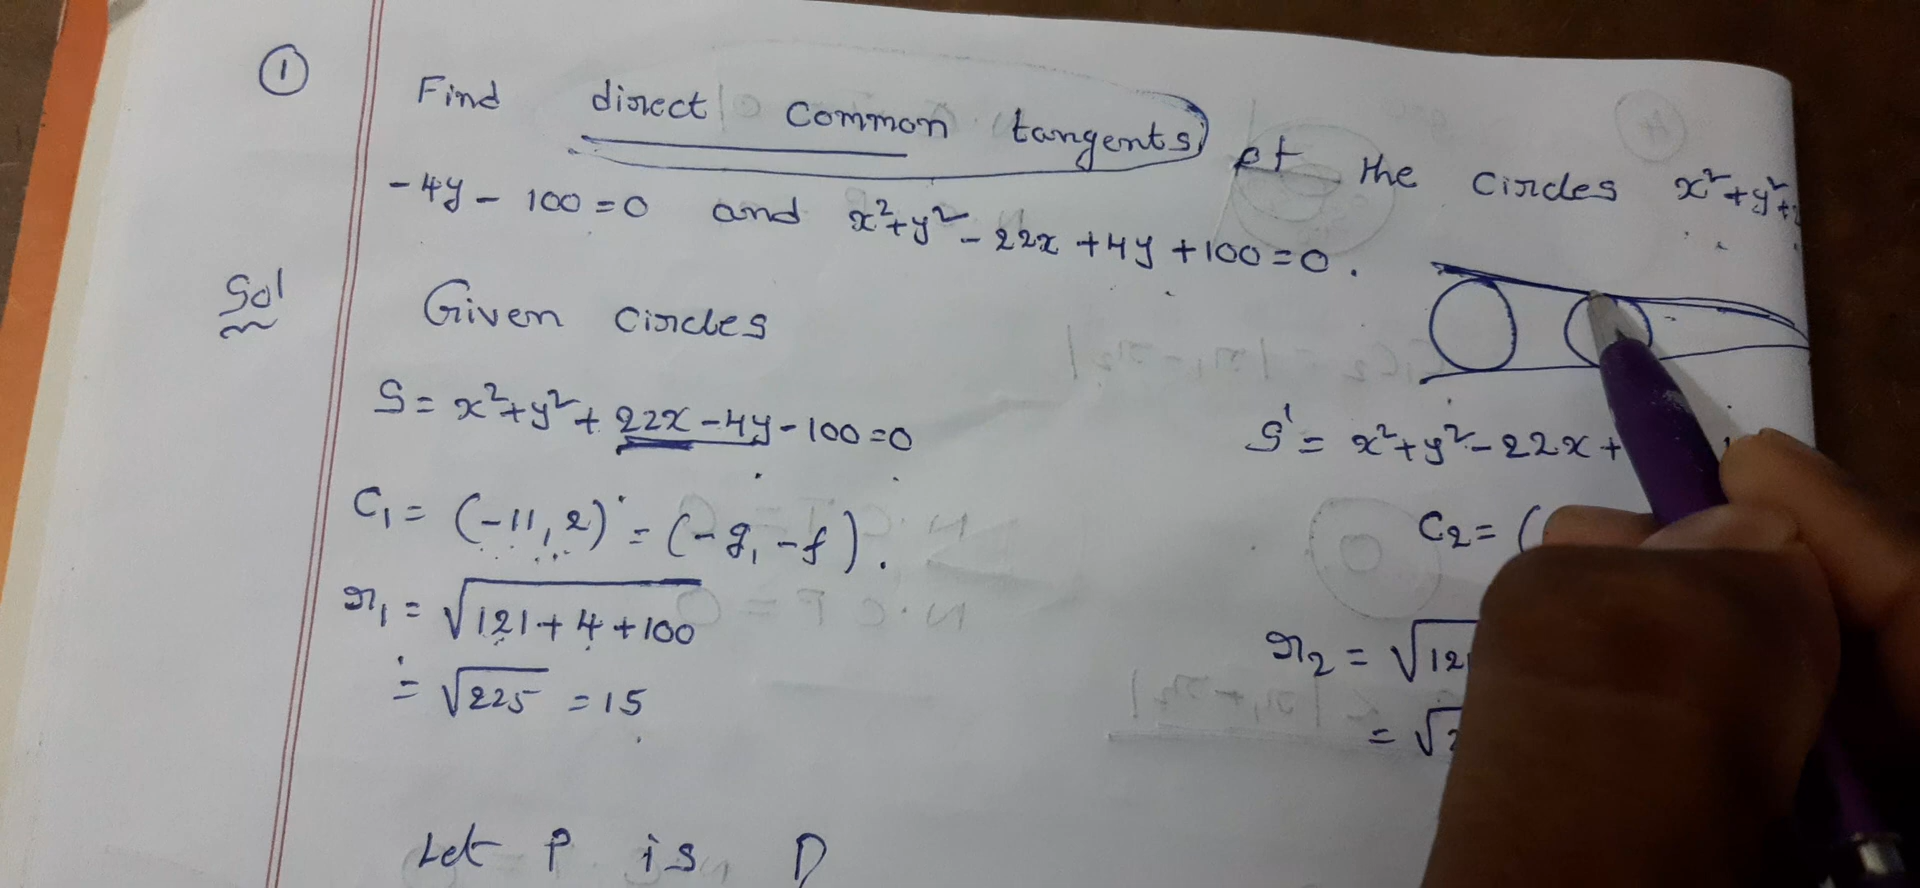 ①
Find direct common tangents of the circles x²+y²+
-4y - 100 = 0 and x²+y² - 22x + 4y + 100 = 0.
Sol
Given circles
S = x²+y² + 22x - 4y - 100 = 0
S' = x²+y² - 22x +
C₁ = (-11, 2) = (-g, -f).
C₂ = (
r₁ = √121 + 4 + 100
r₂ = √12
= √225 = 15
= √2
Let P is D